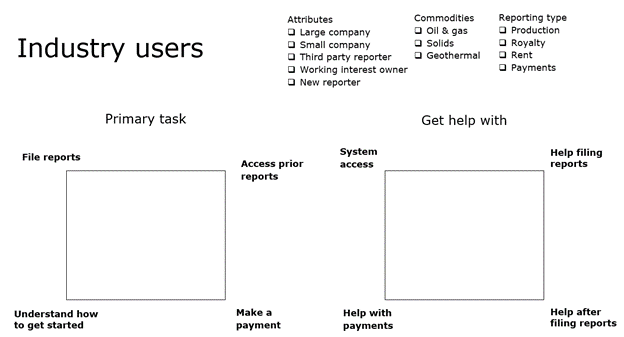 Industry users
Attributes
❑ Large company
❑ Small company
❑ Third party reporter
❑ Working interest owner
❑ New reporter
Commodities
❑ Oil & gas
❑ Solids
❑ Geothermal
Reporting type
❑ Production
❑ Royalty
❑ Rent
❑ Payments
Primary task
File reports
Access prior
reports
Understand how
to get started
Make a
payment
Get help with
System
access
Help filing
reports
Help with
payments
Help after
filing reports